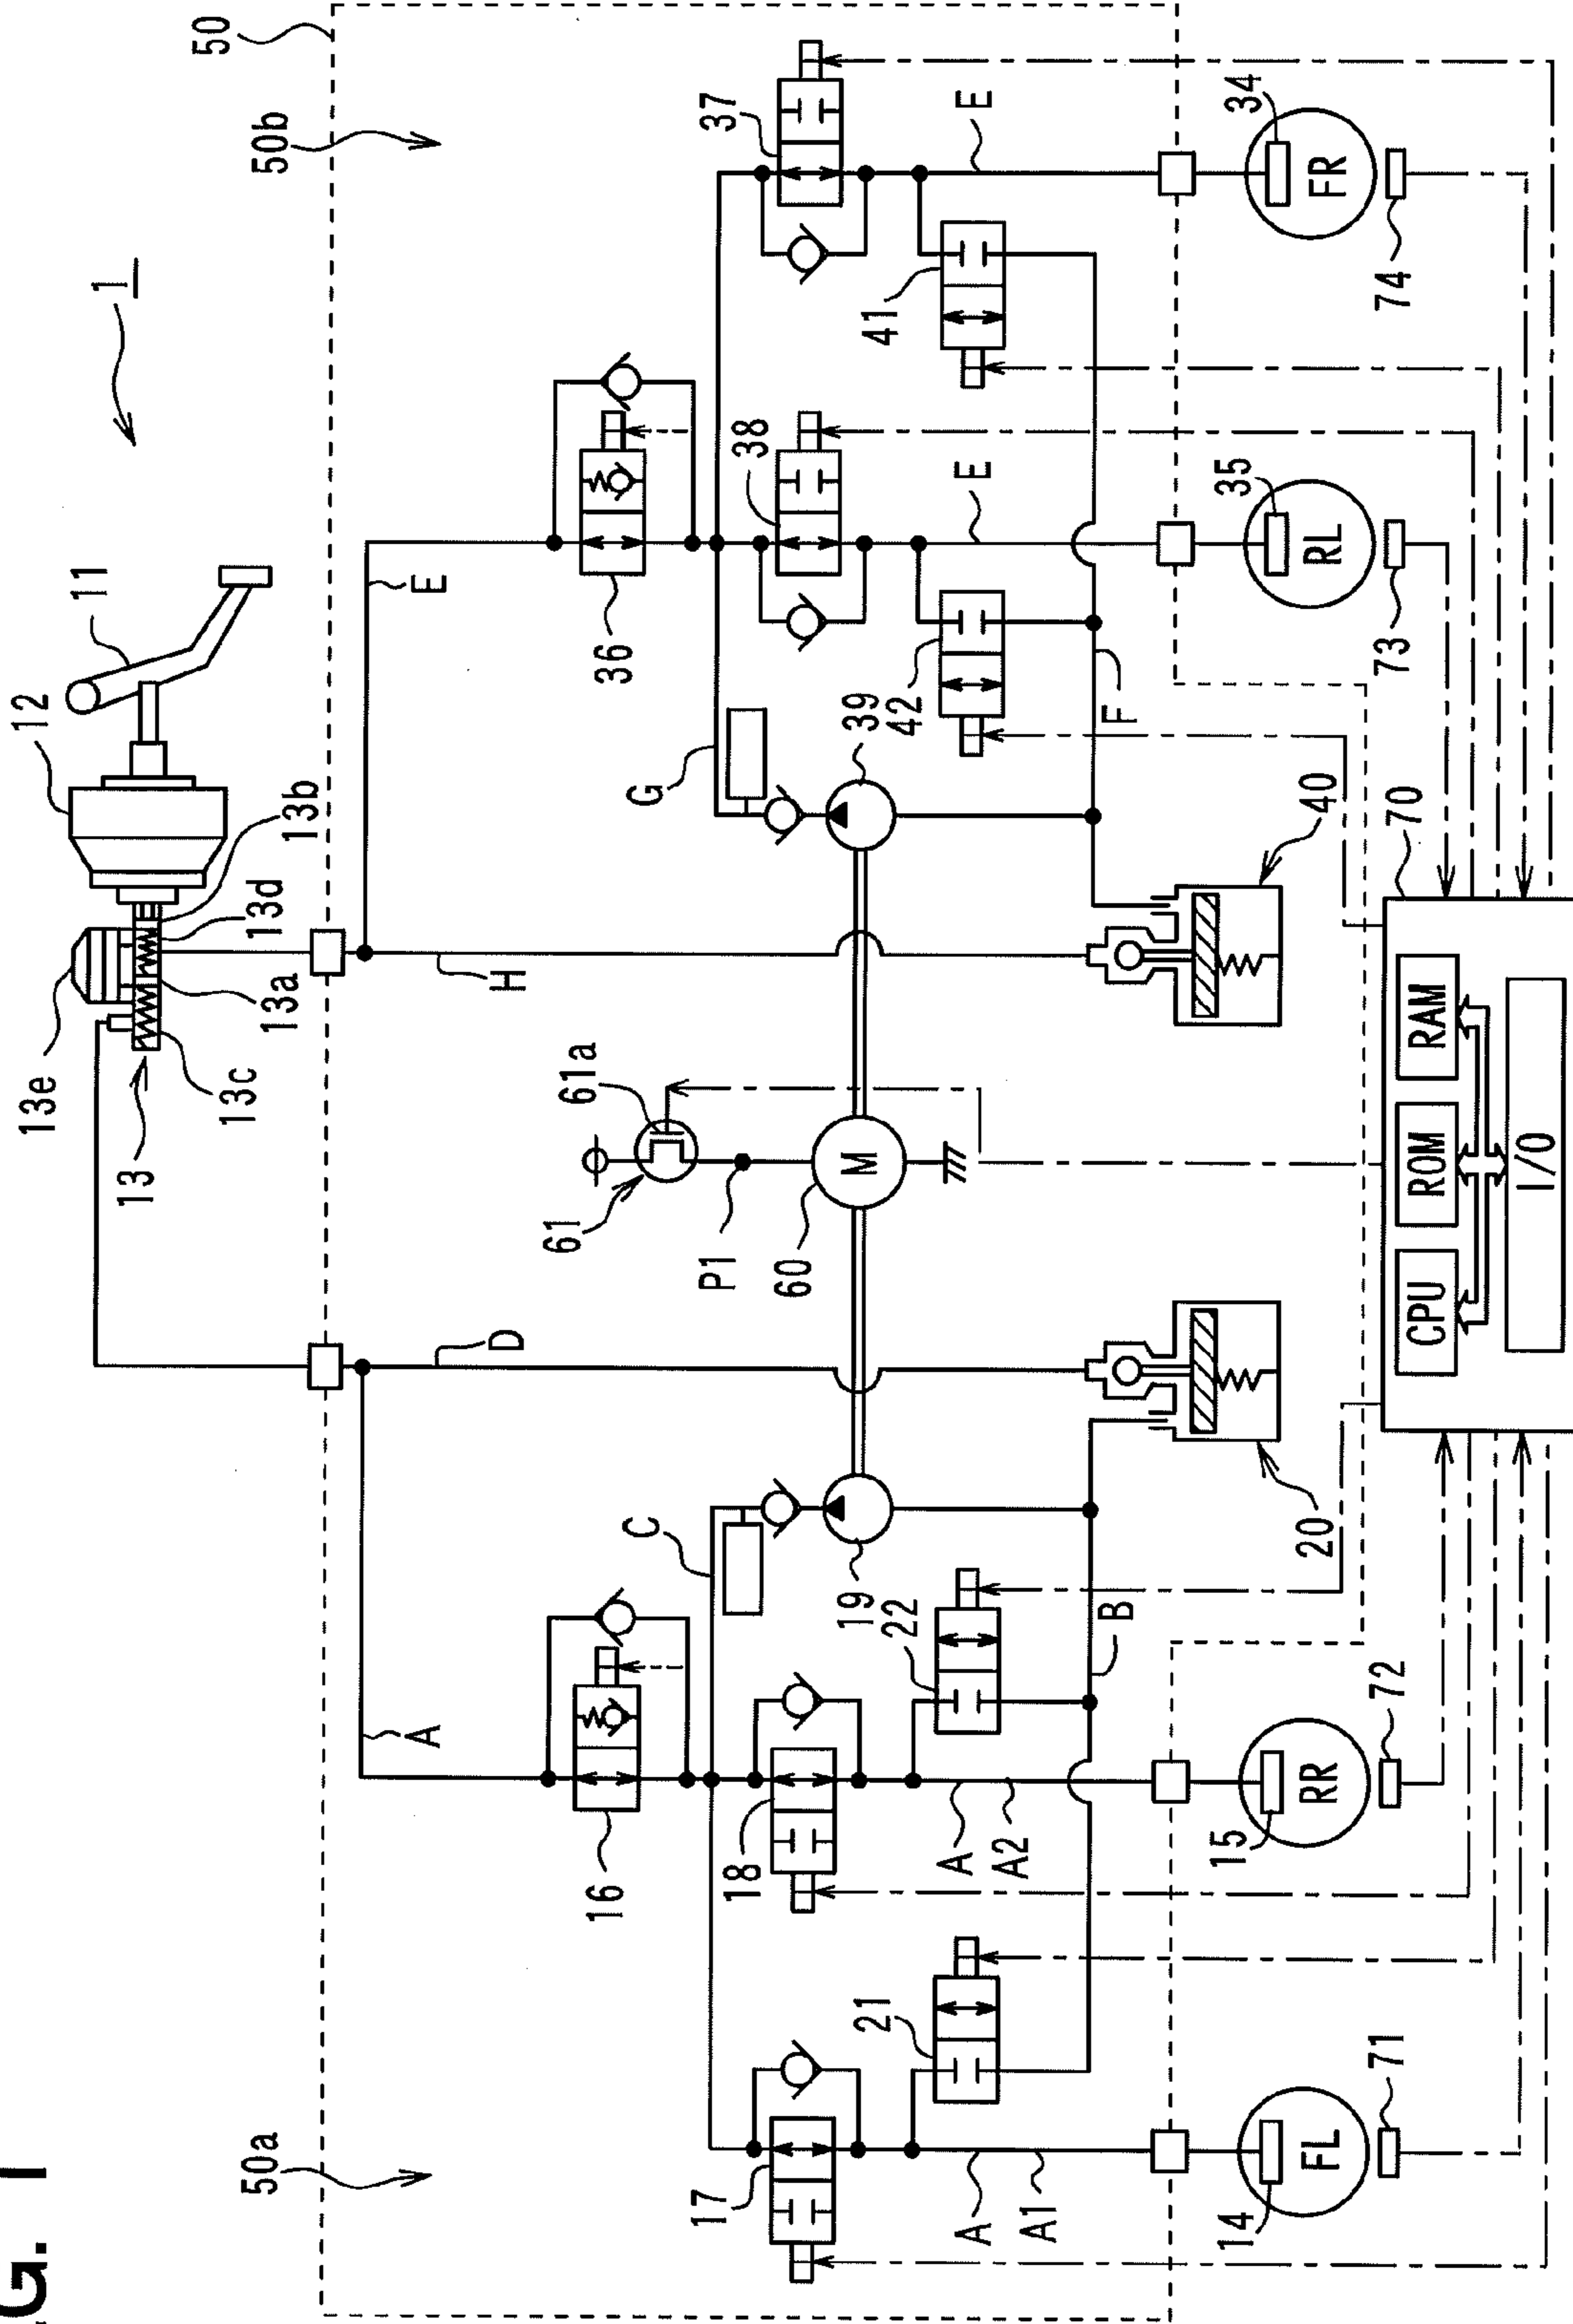 G. 1
1
13e
12
11
13
13c
13a
13d
13b
50a
50
50b
A
D
H
E
16
61
61a
36
17
18
C
P1
60
M
G
38
37
21
22
19
39
42
41
A
A1
A
A2
B
F
E
E
14
FL
15
RR
20
40
35
RL
34
FR
71
72
70
73
74
CPU
ROM
RAM
I/O